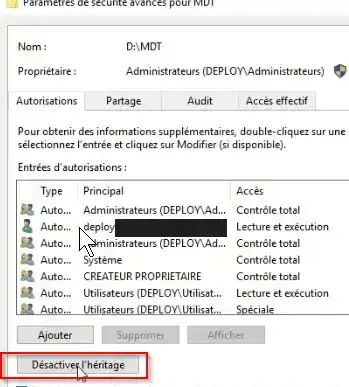 Paramètres de sécurité avancés pour MDT
Nom : D:\MDT
Propriétaire : Administrateurs (DEPLOY\Administrateurs)
Autorisations Partage Audit Accès effectif
Pour obtenir des informations supplémentaires, double-cliquez sur une
sélectionnez l'entrée et cliquez sur Modifier (si disponible).
Entrées d'autorisations :
Type Principal Accès
Auto... Administrateurs (DEPLOY\Ad... Contrôle total
Auto... deploy Lecture et exécution
Auto... Administrateurs (DEPLOY\Ad... Contrôle total
Auto... Système Contrôle total
Auto... CREATEUR PROPRIETAIRE Contrôle total
Auto... Utilisateurs (DEPLOY\Utilisat... Lecture et exécution
Auto... Utilisateurs (DEPLOY\Utilisat... Spéciale
Ajouter Supprimer Afficher
Désactiver l'héritage